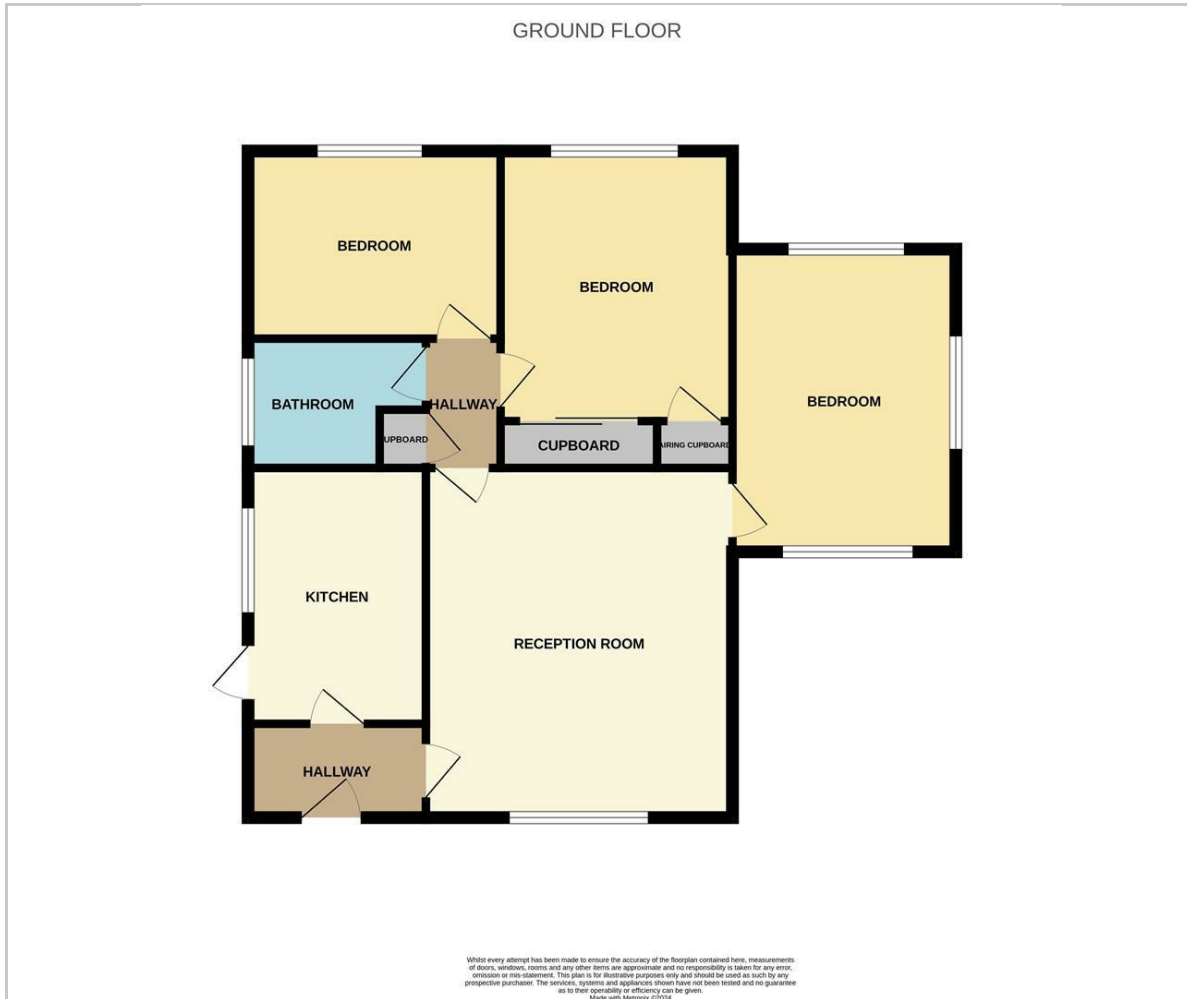 GROUND FLOOR
BEDROOM
BEDROOM
BEDROOM
BATHROOM
HALLWAY
UPBOARD
CUPBOARD
AIRING CUPBOARD
KITCHEN
RECEPTION ROOM
HALLWAY
Whilst every attempt has been made to ensure the accuracy of the floorplan contained here, measurements
of doors, windows, rooms and any other items are approximate and no responsibility is taken for any error,
omission or mis-statement. This plan is for illustrative purposes only and should be used as such by any
prospective purchaser. The services, systems and appliances shown have not been tested and no guarantee
as to their operability or efficiency can be given.
Made with Metropix ©2024